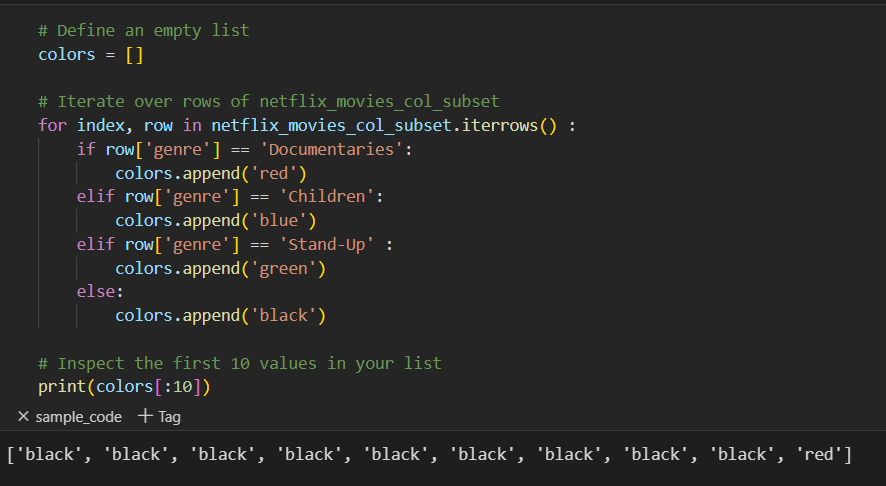 # Define an empty list
colors = []
# Iterate over rows of netflix_movies_col_subset
for index, row in netflix_movies_col_subset.iterrows() :
    if row['genre'] == 'Documentaries':
        colors.append('red')
    elif row['genre'] == 'Children':
        colors.append('blue')
    elif row['genre'] == 'Stand-Up' :
        colors.append('green')
    else:
        colors.append('black')
# Inspect the first 10 values in your list
print(colors[:10])
× sample_code + Tag
['black', 'black', 'black', 'black', 'black', 'black', 'black', 'black', 'black', 'red']